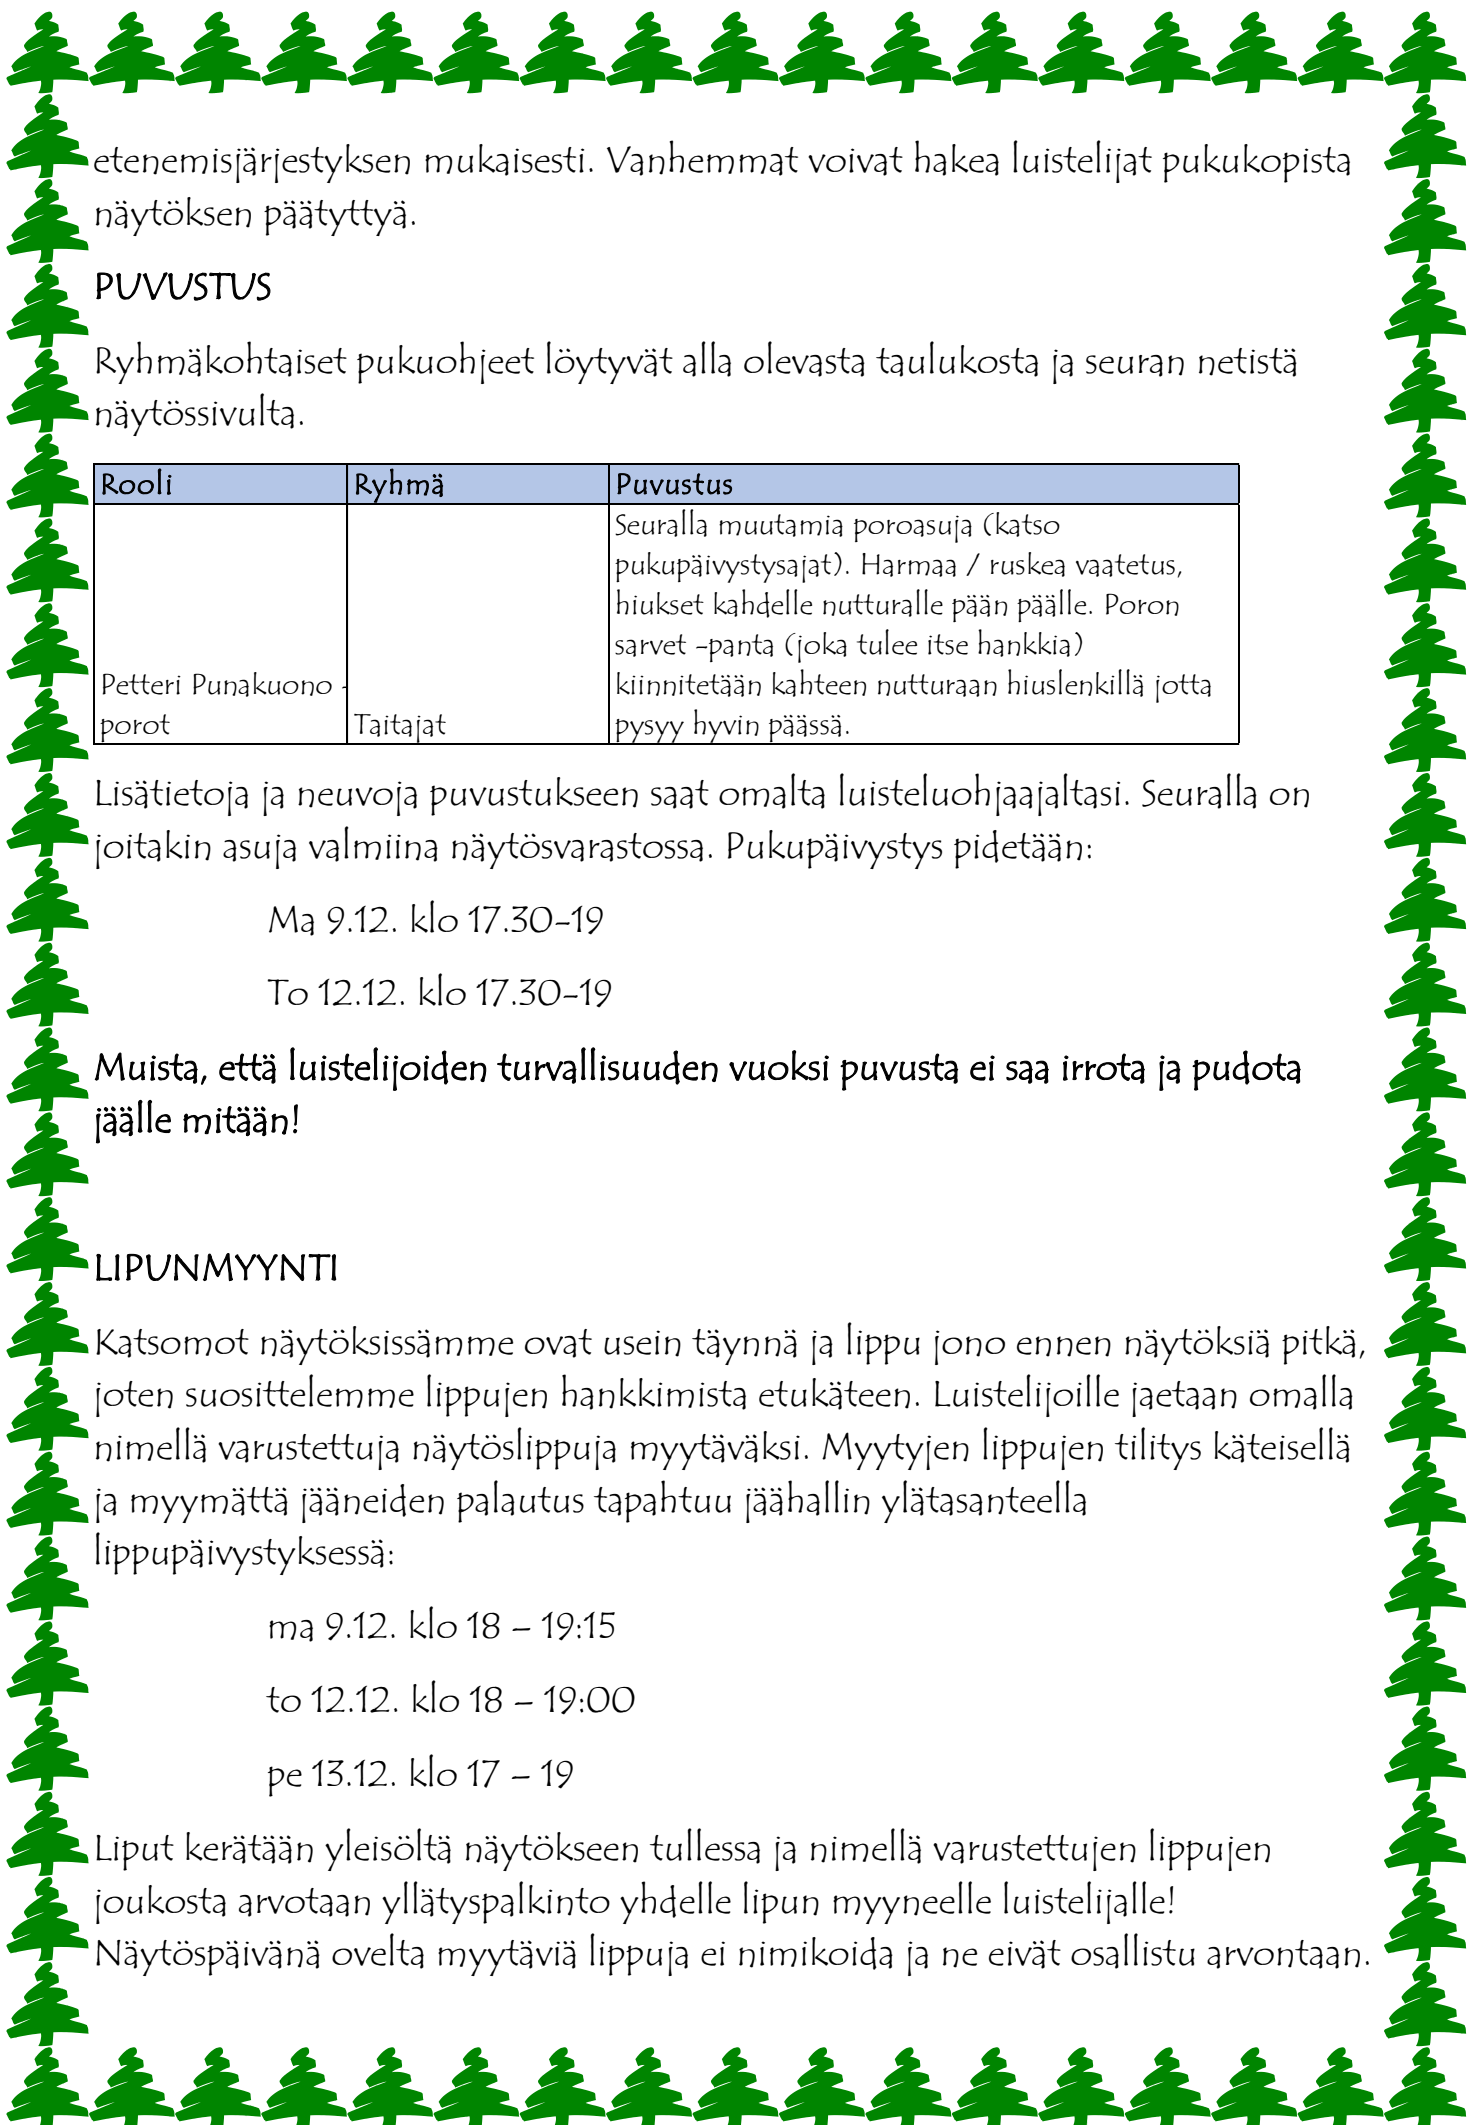 etenemisjärjestyksen mukaisesti. Vanhemmat voivat hakea luistelijat pukukopista
näytöksen päätyttyä.
PUVUSTUS
Ryhmäkohtaiset pukuohjeet löytyvät alla olevasta taulukosta ja seuran netistä
näytössivulta.
Rooli Ryhmä Puvustus
Seuralla muutamia poroasuja (katso
pukupäivystysajat). Harmaa / ruskea vaatetus,
hiukset kahdelle nutturalle pään päälle. Poron
sarvet -panta (joka tulee itse hankkia)
Petteri Punakuono - kiinnitetään kahteen nutturaan hiuslenkillä jotta
porot Taitajat pysyy hyvin päässä.
Lisätietoja ja neuvoja puvustukseen saat omalta luisteluohjaajaltasi. Seuralla on
joitakin asuja valmiina näytösvarastossa. Pukupäivystys pidetään:
Ma 9.12. klo 17.30-19
To 12.12. klo 17.30-19
Muista, että luistelijoiden turvallisuuden vuoksi puvusta ei saa irrota ja pudota
jäälle mitään!
LIPUNMYYNTI
Katsomot näytöksissämme ovat usein täynnä ja lippu jono ennen näytöksiä pitkä,
joten suosittelemme lippujen hankkimista etukäteen. Luistelijoille jaetaan omalla
nimellä varustettuja näytöslippuja myytäväksi. Myytyjen lippujen tilitys käteisellä
ja myymättä jääneiden palautus tapahtuu jäähallin ylätasanteella
lippupäivystyksessä:
ma 9.12. klo 18 – 19:15
to 12.12. klo 18 – 19:00
pe 13.12. klo 17 – 19
Liput kerätään yleisöltä näytökseen tullessa ja nimellä varustettujen lippujen
joukosta arvotaan yllätyspalkinto yhdelle lipun myyneelle luistelijalle!
Näytöspäivänä ovelta myytäviä lippuja ei nimikoida ja ne eivät osallistu arvontaan.